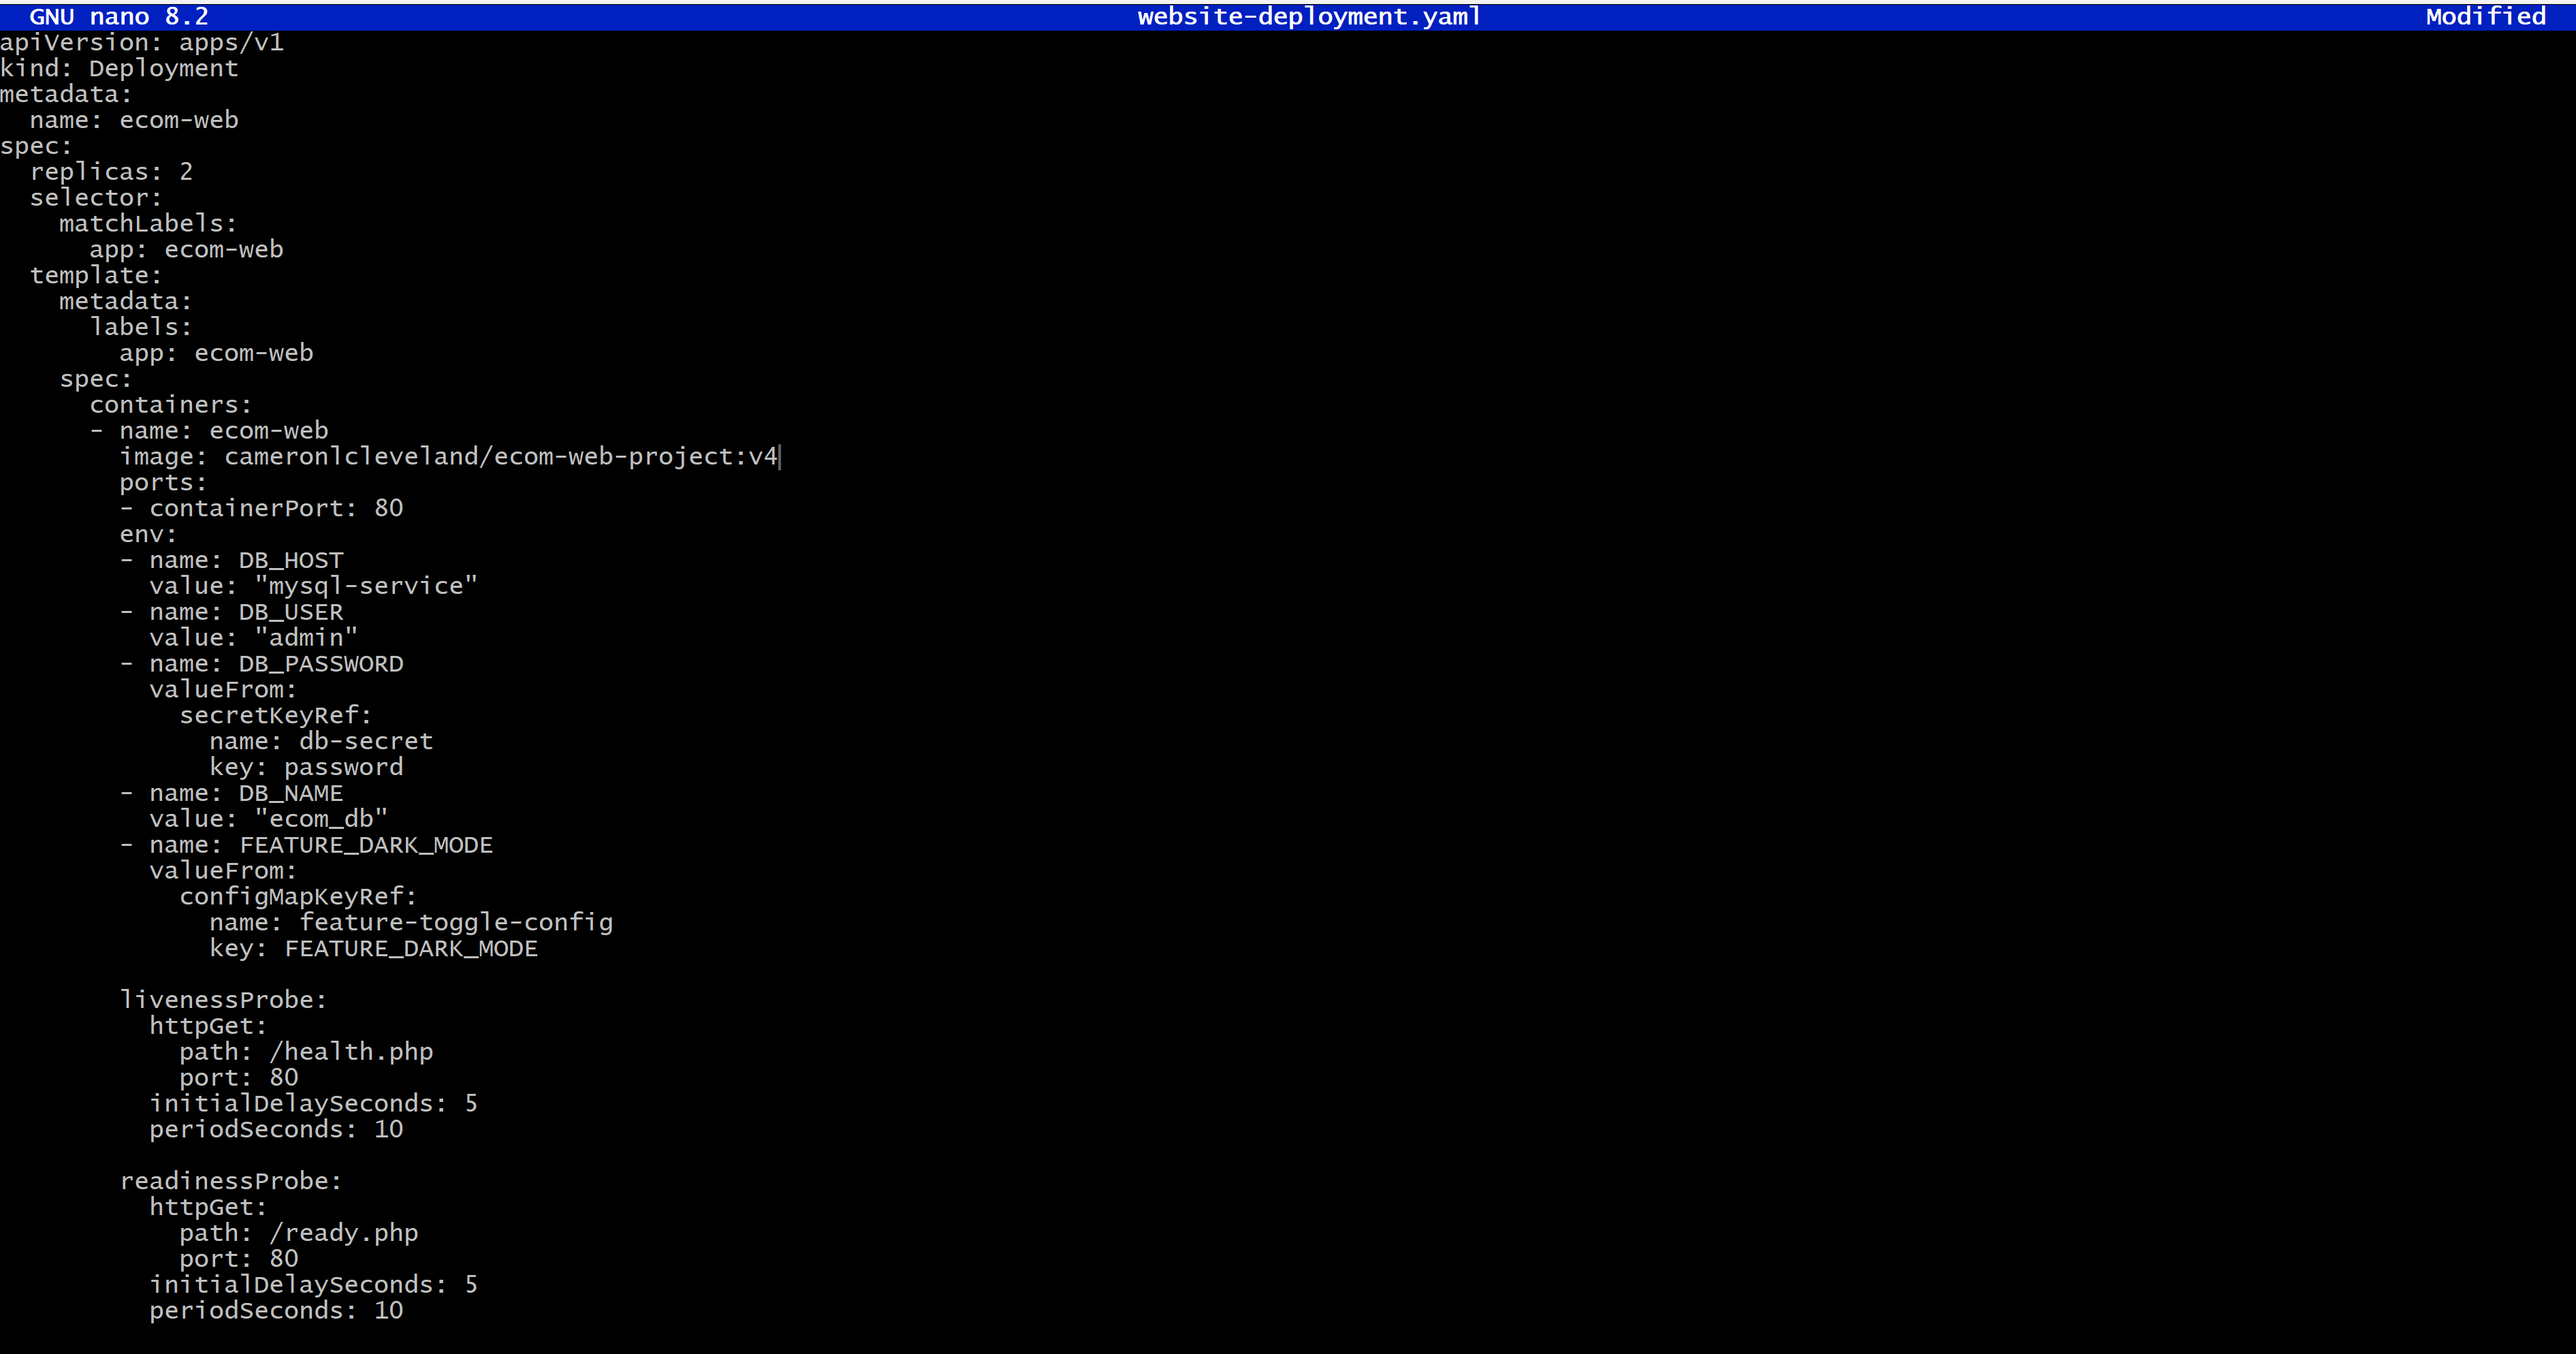 GNU nano 8.2 website-deployment.yaml Modified
apiVersion: apps/v1
kind: Deployment
metadata:
  name: ecom-web
spec:
  replicas: 2
  selector:
    matchLabels:
      app: ecom-web
  template:
    metadata:
      labels:
        app: ecom-web
    spec:
      containers:
      - name: ecom-web
        image: cameronlcleveland/ecom-web-project:v4
        ports:
        - containerPort: 80
        env:
        - name: DB_HOST
          value: "mysql-service"
        - name: DB_USER
          value: "admin"
        - name: DB_PASSWORD
          valueFrom:
            secretKeyRef:
              name: db-secret
              key: password
        - name: DB_NAME
          value: "ecom_db"
        - name: FEATURE_DARK_MODE
          valueFrom:
            configMapKeyRef:
              name: feature-toggle-config
              key: FEATURE_DARK_MODE

        livenessProbe:
          httpGet:
            path: /health.php
            port: 80
          initialDelaySeconds: 5
          periodSeconds: 10

        readinessProbe:
          httpGet:
            path: /ready.php
            port: 80
          initialDelaySeconds: 5
          periodSeconds: 10